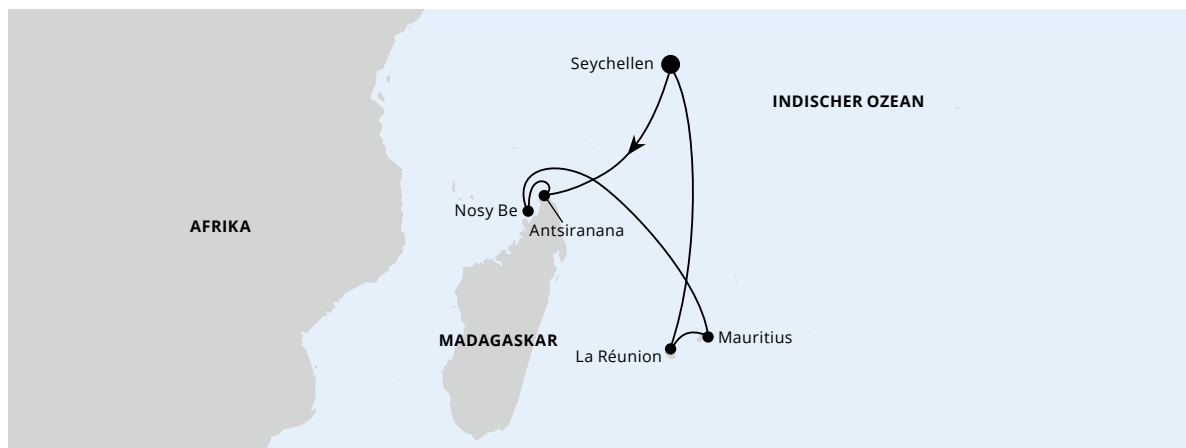 Seychellen
INDISCHER OZEAN
Nosy Be
AFRIKA
Antsiranana
MADAGASKAR
Mauritius
La Réunion